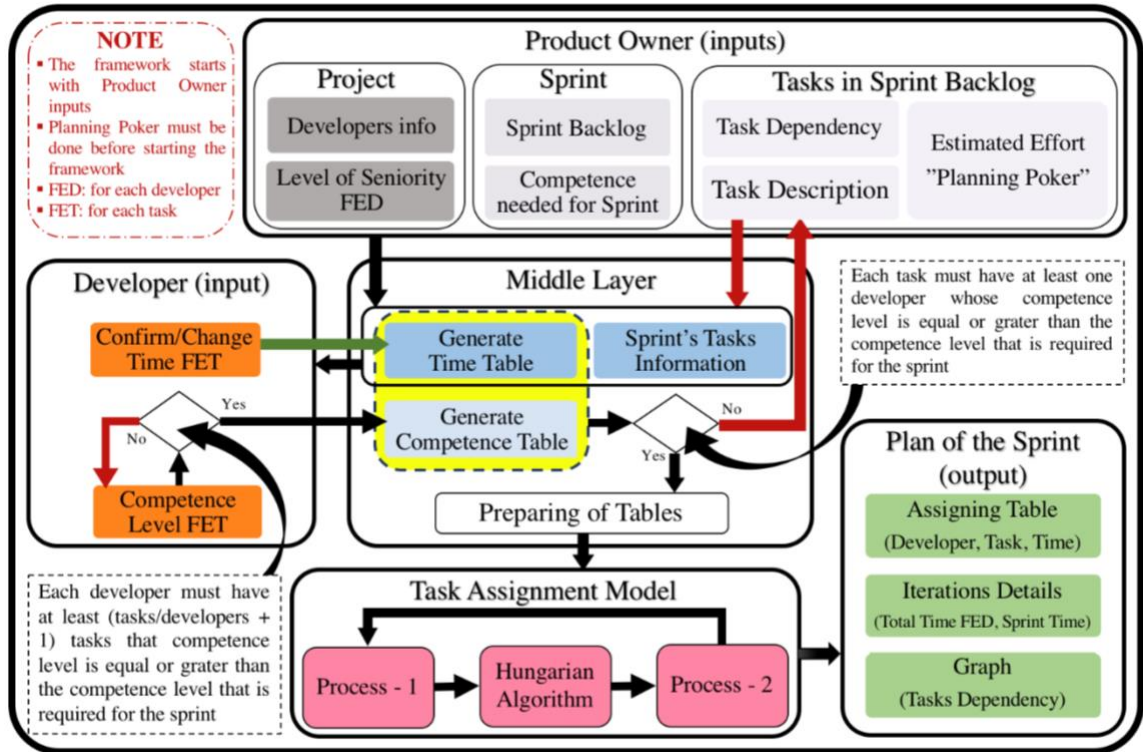 NOTE
▪ The framework starts
with Product Owner
inputs
▪ Planning Poker must be
done before starting the
framework
▪ FED: for each developer
▪ FET: for each task
Product Owner (inputs)
Project
Developers info
Level of Seniority
FED
Sprint
Sprint Backlog
Competence
needed for Sprint
Tasks in Sprint Backlog
Task Dependency
Task Description
Estimated Effort
”Planning Poker”
Developer (input)
Confirm/Change
Time FET
Yes
No
Competence
Level FET
Middle Layer
Generate
Time Table
Sprint’s Tasks
Information
Generate
Competence Table
No
Yes
Preparing of Tables
Each task must have at least one
developer whose competence
level is equal or grater than the
competence level that is required
for the sprint
Each developer must have
at least (tasks/developers +
1) tasks that competence
level is equal or grater than
the competence level that is
required for the sprint
Task Assignment Model
Process - 1
Hungarian
Algorithm
Process - 2
Plan of the Sprint
(output)
Assigning Table
(Developer, Task, Time)
Iterations Details
(Total Time FED, Sprint Time)
Graph
(Tasks Dependency)